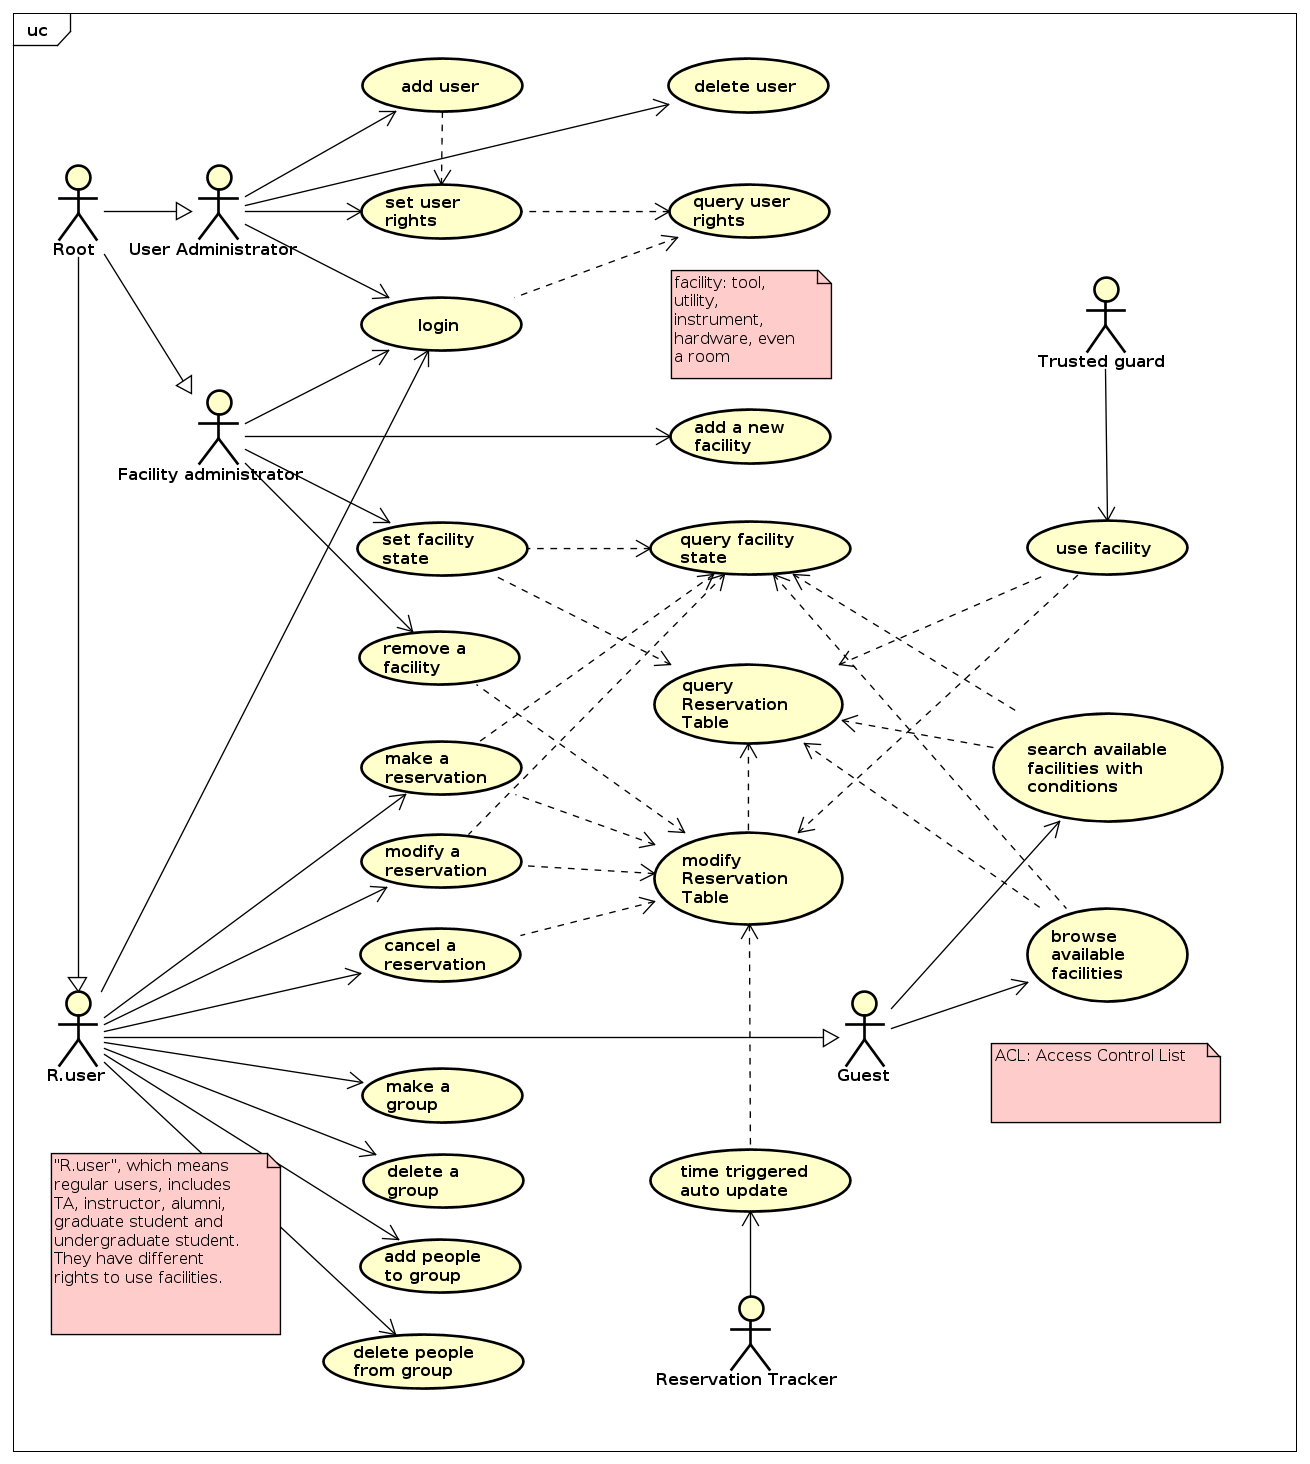 uc
add user
delete user
set user
rights
query user
rights
Root
User Administrator
login
facility: tool,
utility,
instrument,
hardware, even
a room
Trusted guard
add a new
facility
Facility administrator
set facility
state
query facility
state
use facility
remove a
facility
query
Reservation
Table
make a
reservation
search available
facilities with
conditions
modify a
reservation
modify
Reservation
Table
cancel a
reservation
browse
available
facilities
R.user
Guest
ACL: Access Control List
make a
group
"R.user", which means
regular users, includes
TA, instructor, alumni,
graduate student and
undergraduate student.
They have different
rights to use facilities.
delete a
group
time triggered
auto update
add people
to group
delete people
from group
Reservation Tracker